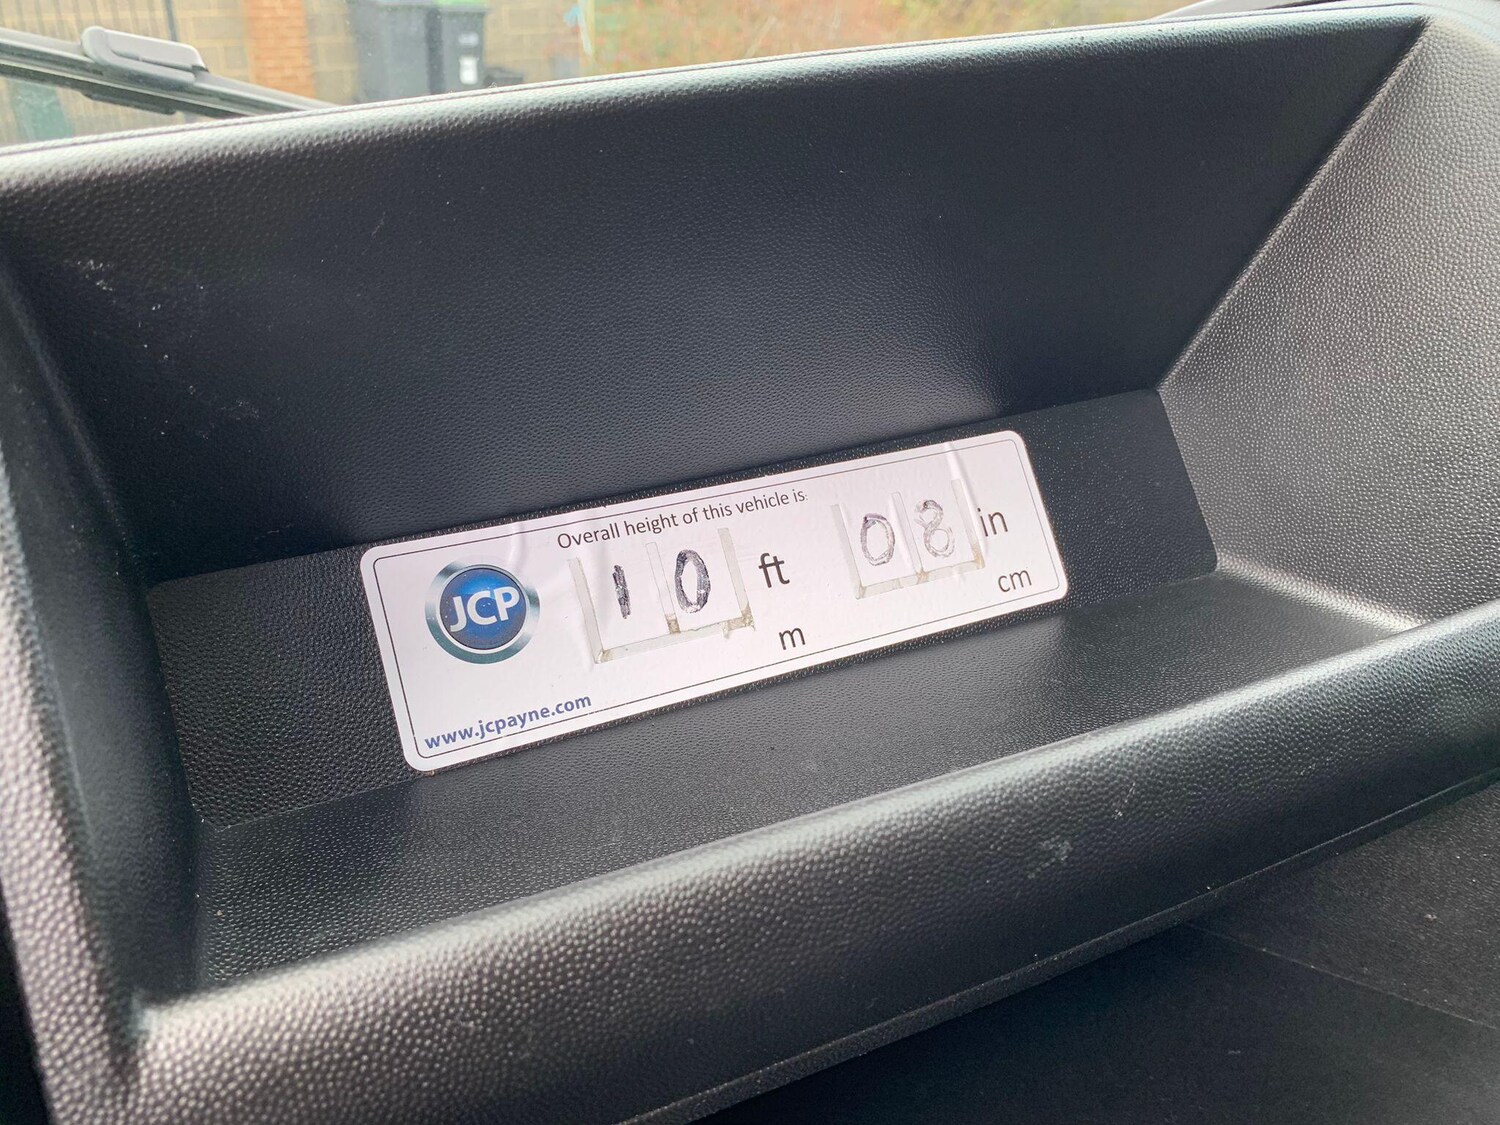 Overall height of this vehicle is:
JCP 10 ft 08 in
m cm
www.jcpayne.com